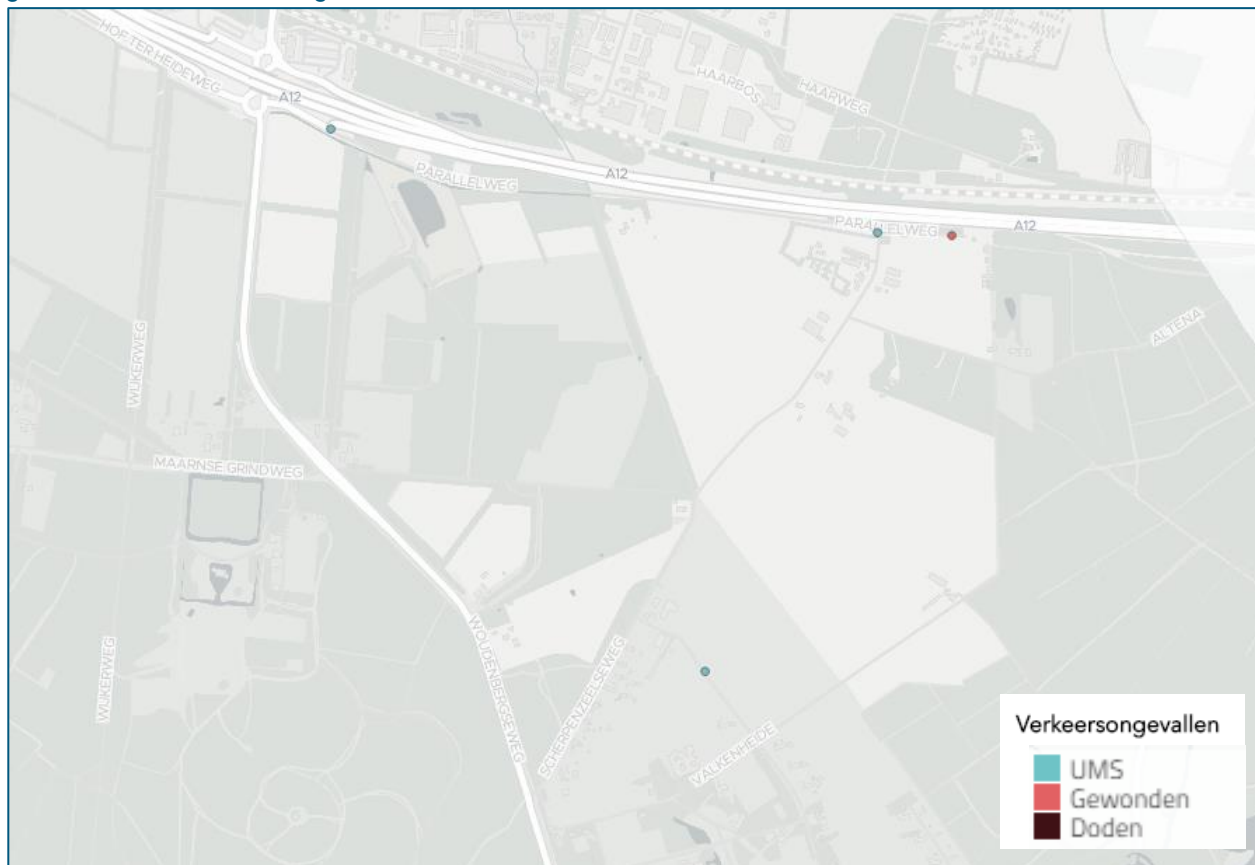 HOF TER HEIDEWEG
A12
HAARBOS
HAARWEG
PARALLELWEG
A12
PARALLELWEG
A12
ALTENA
WIJKERWEG
MAARNSE GRINDWEG
WIJKERWEG
WOUDENBERGSEWEG
SCHERPENZEELSEWEG
VALKENHEIDE
Verkeersongevallen
UMS
Gewonden
Doden